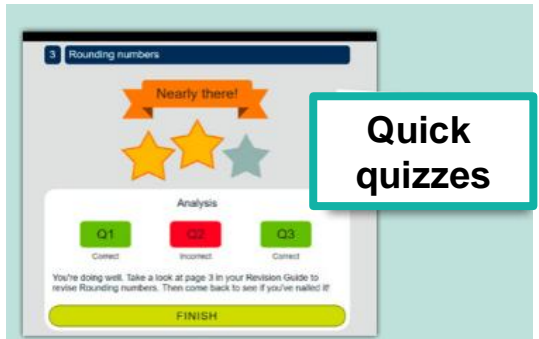 3 Rounding numbers
Nearly there!
Quick
quizzes
Analysis
Q1 Q2 Q3
Correct Incorrect Correct
You're doing well. Take a look at page 3 in your Revision Guide to
revise Rounding numbers. Then come back to see if you've nailed it!
FINISH